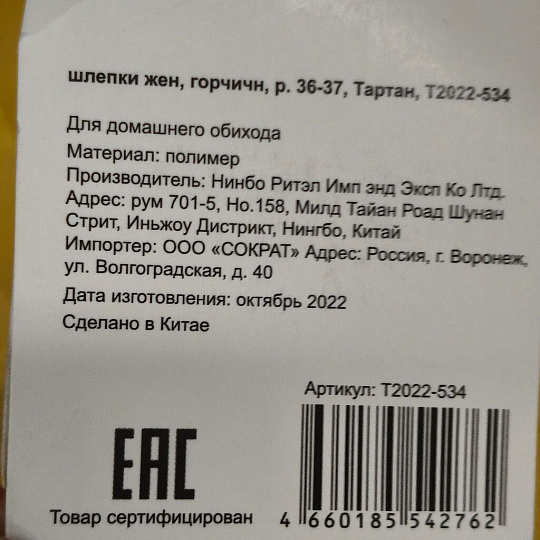 шлепки жен, горчичн, р. 36-37, Тартан, Т2022-534
Для домашнего обихода
Материал: полимер
Производитель: Нинбо Ритэл Имп энд Эксп Ко Лтд.
Адрес: рум 701-5, Но.158, Милд Тайан Роад Шунан
Стрит, Иньжоу Дистрикт, Нингбо, Китай
Импортер: ООО «СОКРАТ» Адрес: Россия, г. Воронеж,
ул. Волгоградская, д. 40
Дата изготовления: октябрь 2022
Сделано в Китае
Артикул: Т2022-534
EAC
Товар сертифицирован
4 660185 542762